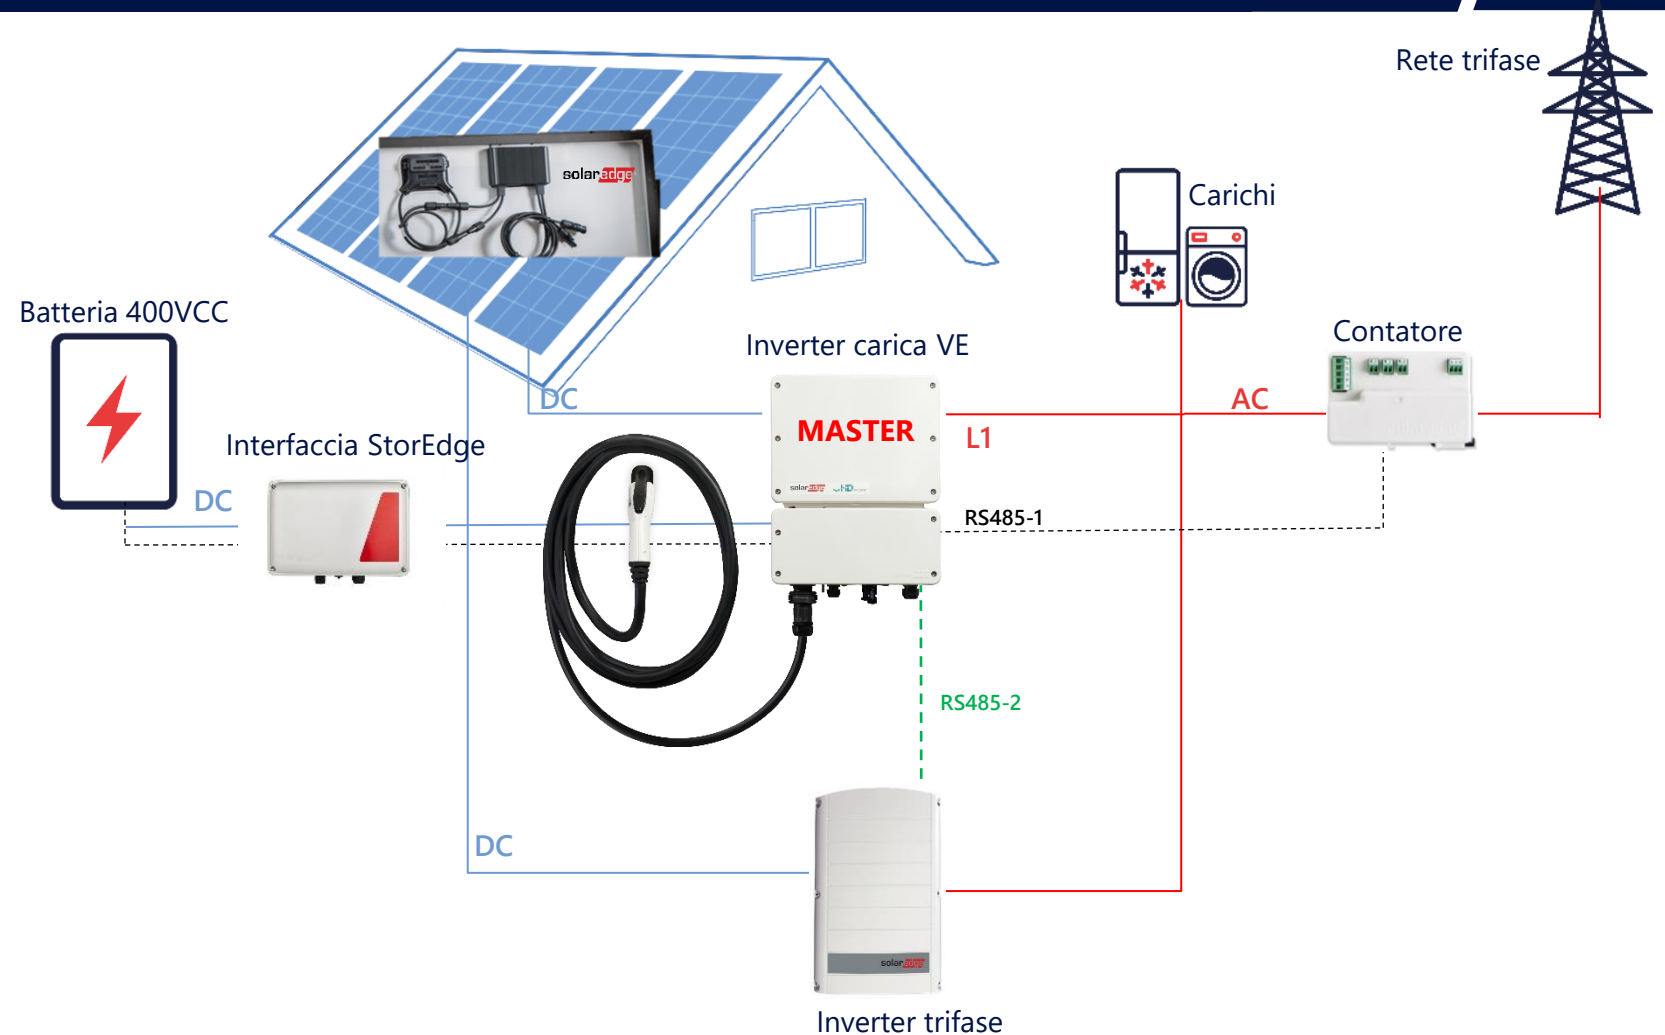 Rete trifase
solaredge
Carichi
Batteria 400VCC
Inverter carica VE
Contatore
DC
AC
MASTER
L1
Interfaccia StorEdge
DC
solaredge
RS485-1
RS485-2
DC
solaredge
Inverter trifase